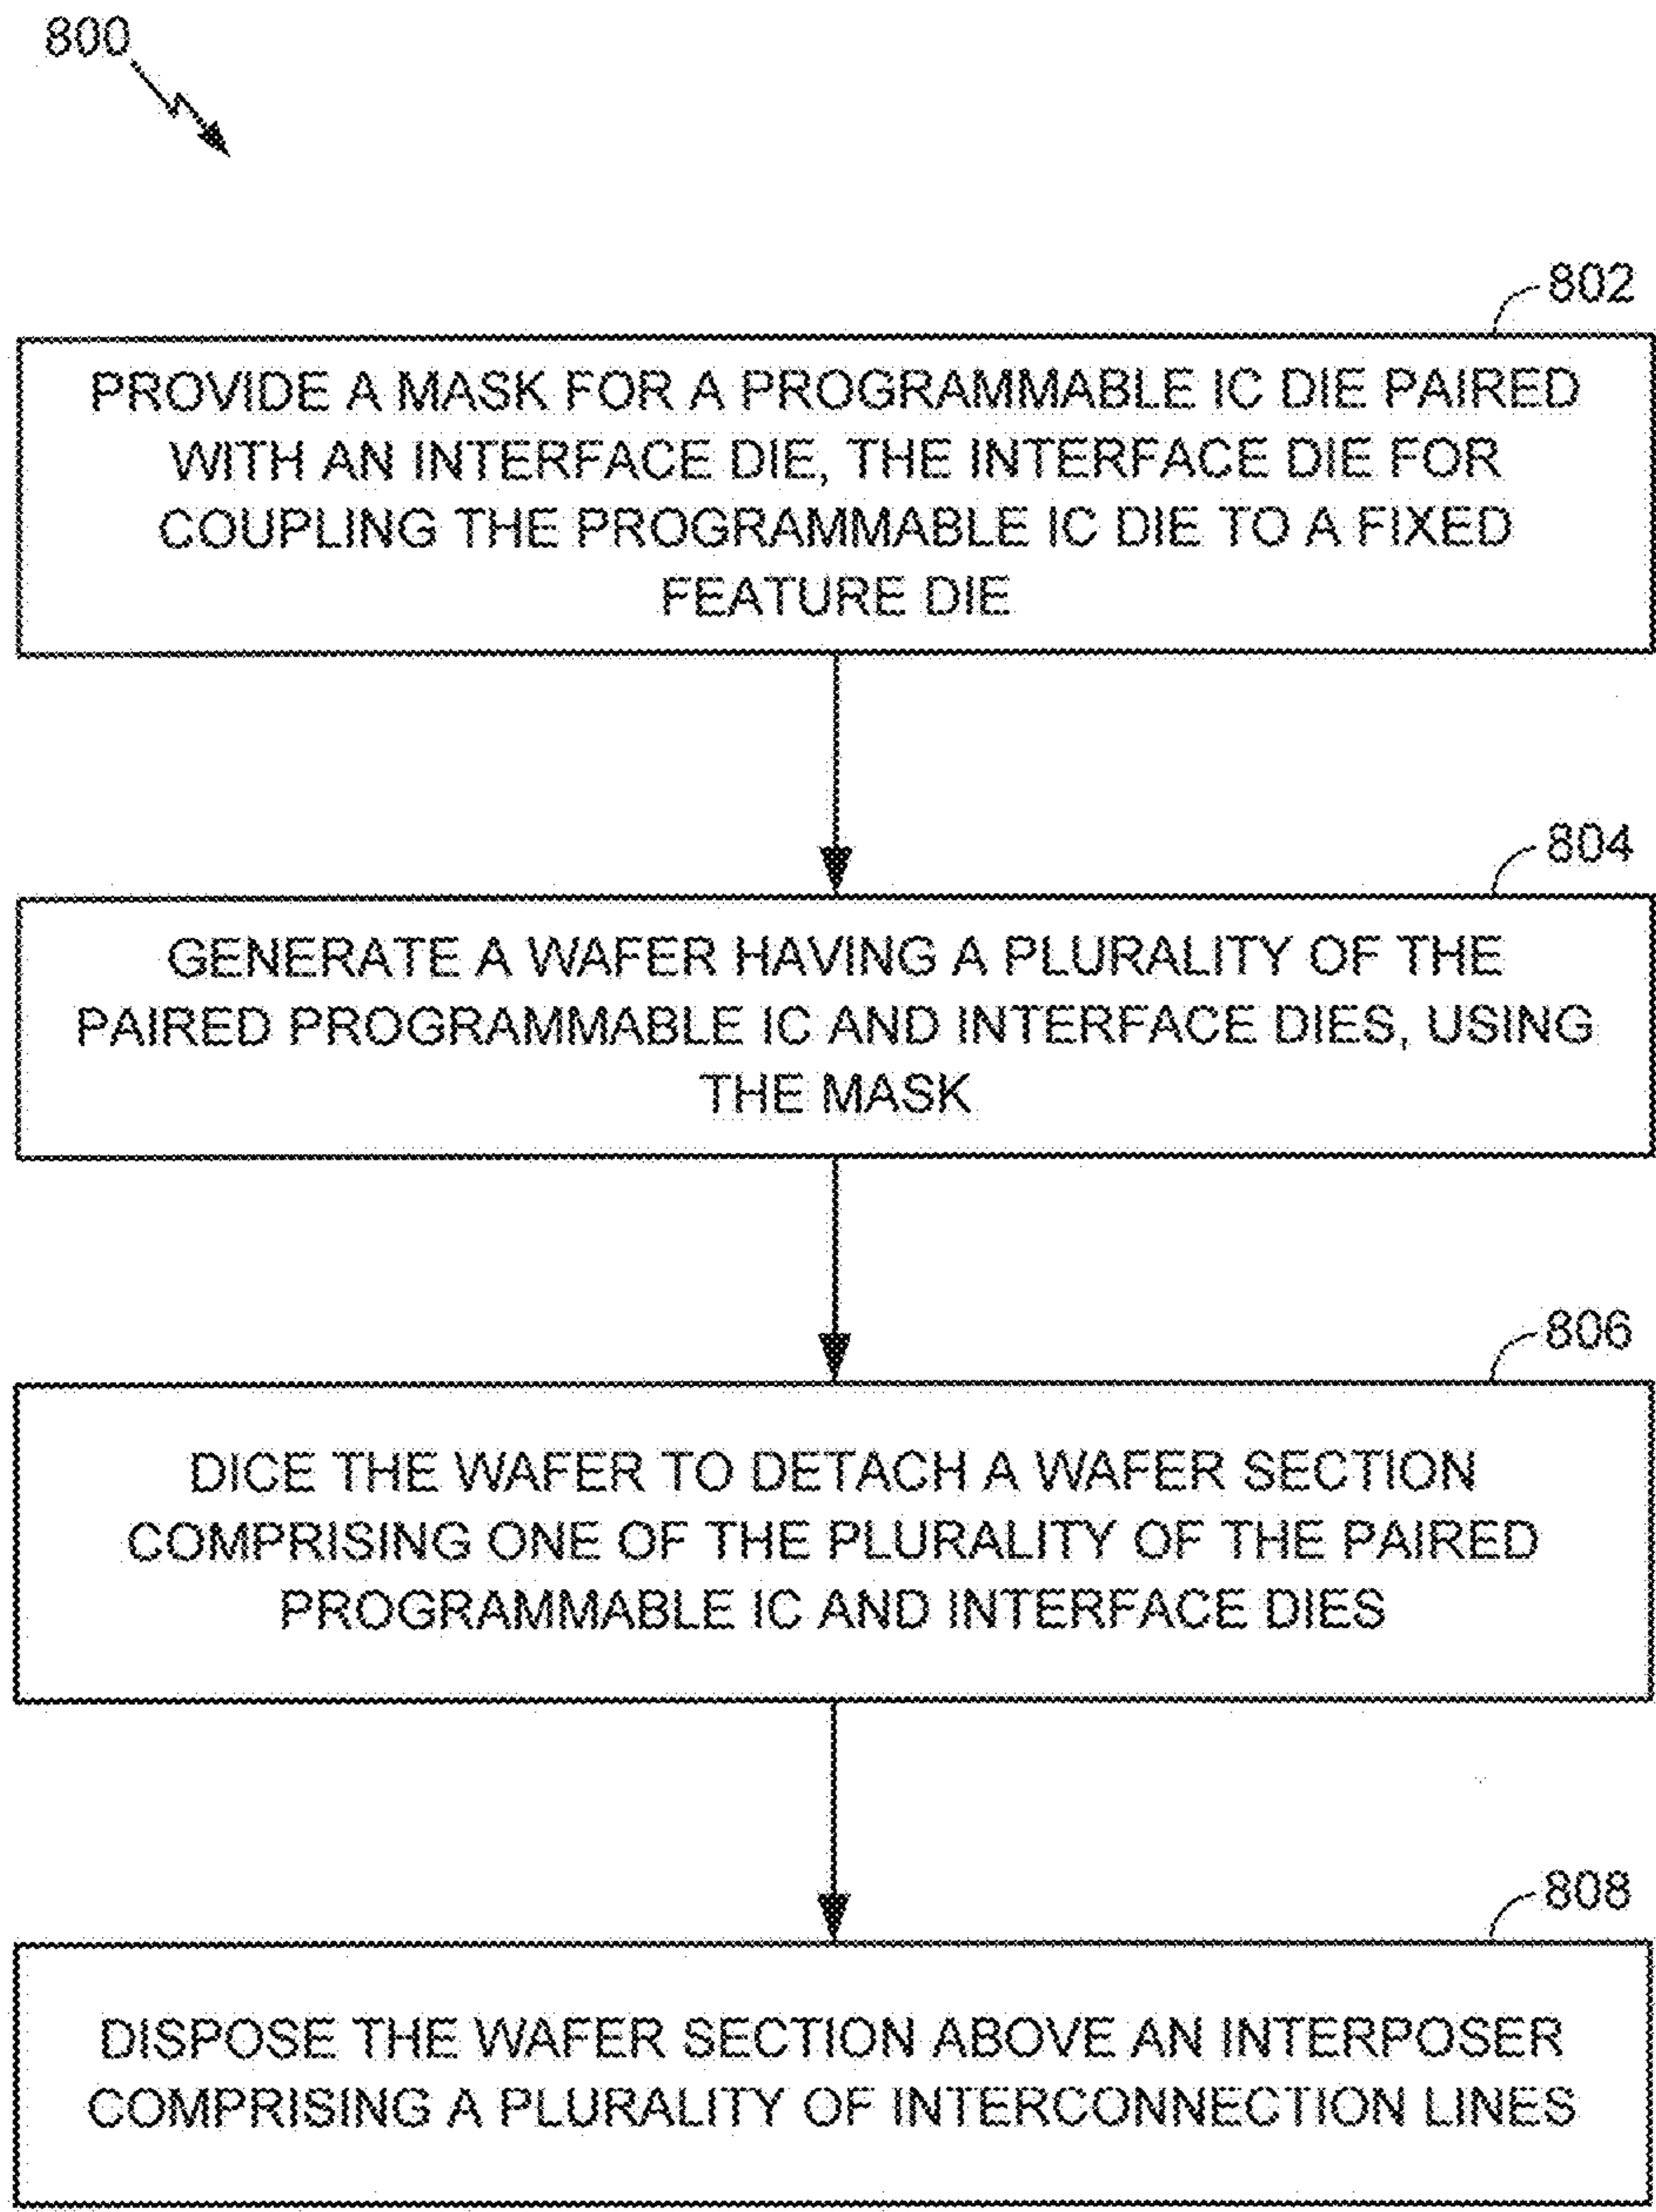 800
802
PROVIDE A MASK FOR A PROGRAMMABLE IC DIE PAIRED
WITH AN INTERFACE DIE, THE INTERFACE DIE FOR
COUPLING THE PROGRAMMABLE IC DIE TO A FIXED
FEATURE DIE
804
GENERATE A WAFER HAVING A PLURALITY OF THE
PAIRED PROGRAMMABLE IC AND INTERFACE DIES, USING
THE MASK
806
DICE THE WAFER TO DETACH A WAFER SECTION
COMPRISING ONE OF THE PLURALITY OF THE PAIRED
PROGRAMMABLE IC AND INTERFACE DIES
808
DISPOSE THE WAFER SECTION ABOVE AN INTERPOSER
COMPRISING A PLURALITY OF INTERCONNECTION LINES